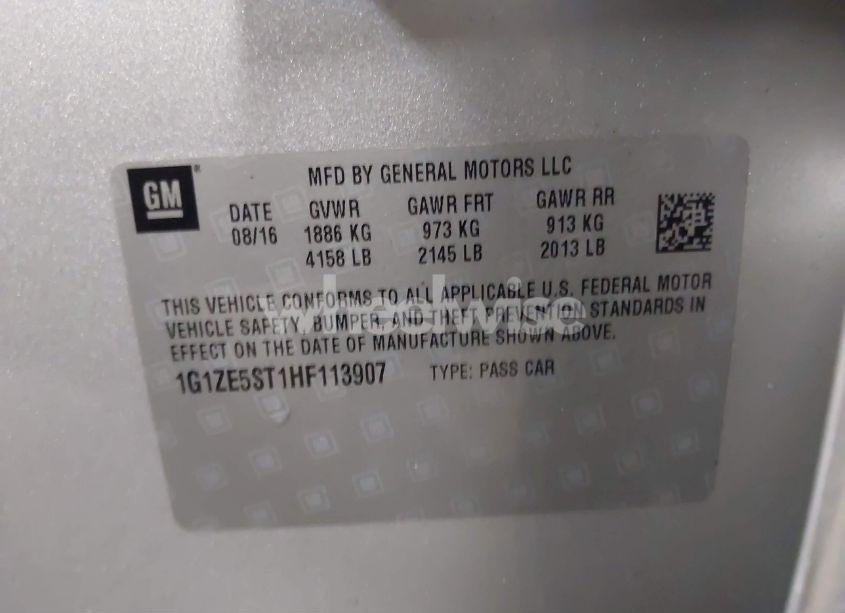 GM ®
MFD BY GENERAL MOTORS LLC
DATE GVWR GAWR FRT GAWR RR
08/16 1886 KG 973 KG 913 KG
4158 LB 2145 LB 2013 LB
THIS VEHICLE CONFORMS TO ALL APPLICABLE U.S. FEDERAL MOTOR
VEHICLE SAFETY, BUMPER, AND THEFT PREVENTION STANDARDS IN
EFFECT ON THE DATE OF MANUFACTURE SHOWN ABOVE.
1G1ZE5ST1HF113907 TYPE: PASS CAR
wheelwise